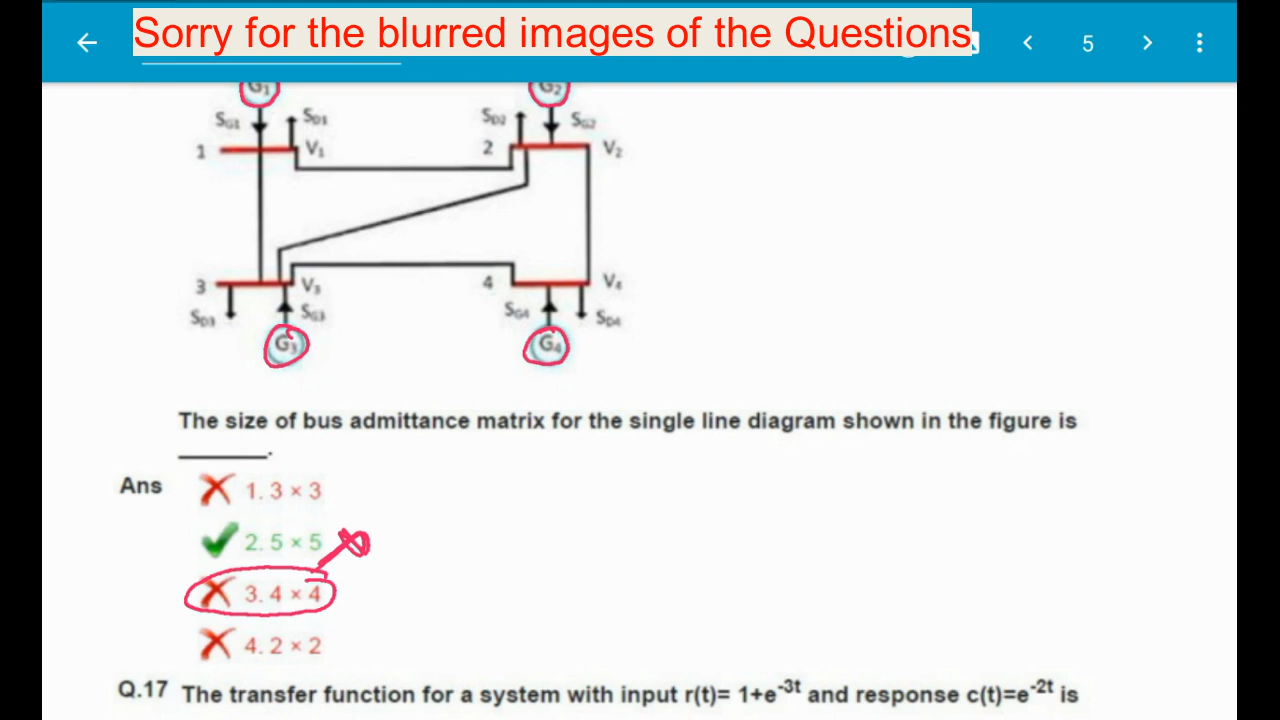 Sorry for the blurred images of the Questions
5
G1 G2
SG1 SD1 SD2 SG2
1 V1 2 V2
3 V3 4 V4
SD3 SG3 SG4 SD4
G3 G4
The size of bus admittance matrix for the single line diagram shown in the figure is
______.
Ans 1. 3 × 3
2. 5 × 5
3. 4 × 4
4. 2 × 2
Q.17 The transfer function for a system with input r(t)= 1+e^-3t and response c(t)=e^-2t is